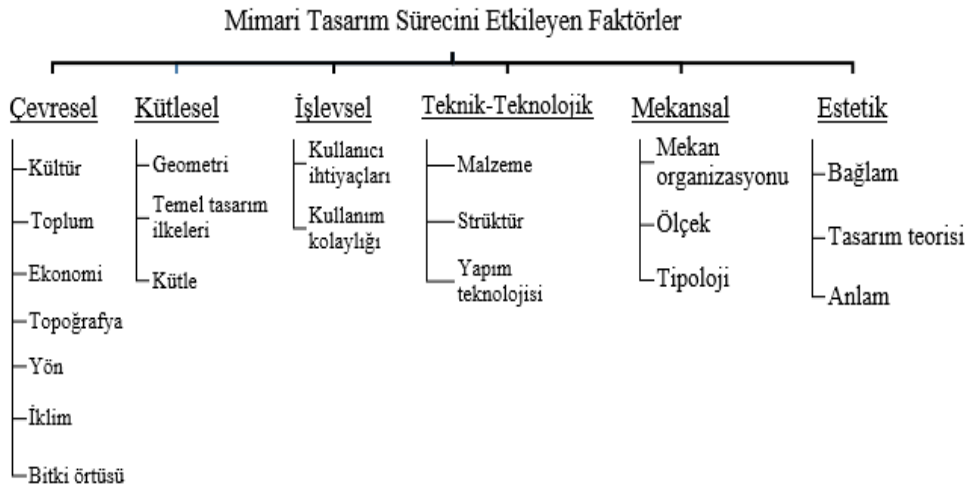 Mimari Tasarım Sürecini Etkileyen Faktörler
Çevresel
Kültür
Toplum
Ekonomi
Topoğrafya
Yön
İklim
Bitki örtüsü
Kütlesel
Geometri
Temel tasarım
ilkeleri
Kütle
İşlevsel
Kullanıcı
ihtiyaçları
Kullanım
kolaylığı
Teknik-Teknolojik
Malzeme
Strüktür
Yapım
teknolojisi
Mekansal
Mekan
organizasyonu
Ölçek
Tipoloji
Estetik
Bağlam
Tasarım teorisi
Anlam